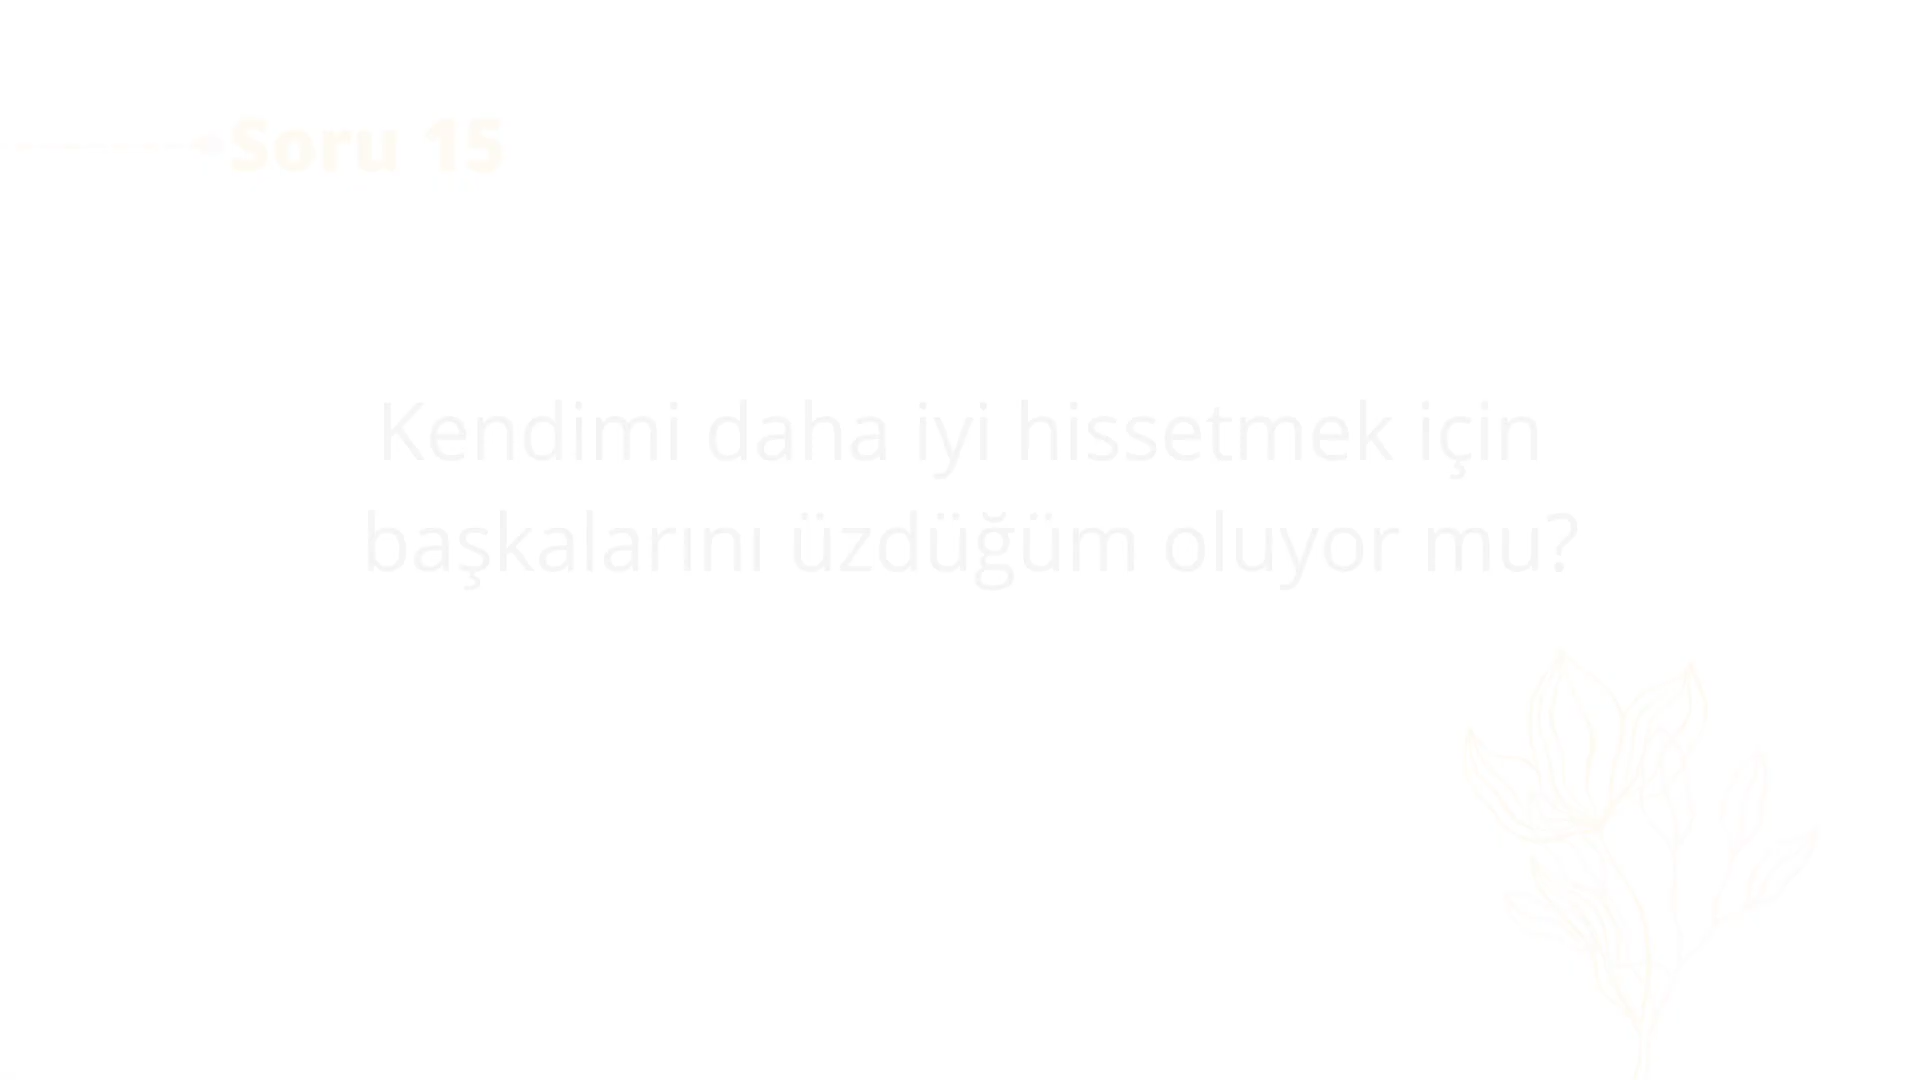 Soru 15
Kendimi daha iyi hissetmek için
başkalarını üzdüğüm oluyor mu?